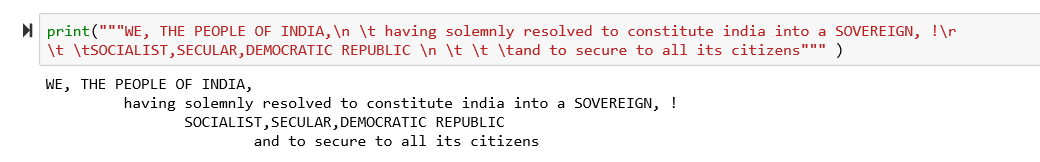 print("""WE, THE PEOPLE OF INDIA,\n \t having solemnly resolved to constitute india into a SOVEREIGN, !\r
\t \tSOCIALIST,SECULAR,DEMOCRATIC REPUBLIC \n \t \t \tand to secure to all its citizens""" )
WE, THE PEOPLE OF INDIA,
having solemnly resolved to constitute india into a SOVEREIGN, !
SOCIALIST,SECULAR,DEMOCRATIC REPUBLIC
and to secure to all its citizens